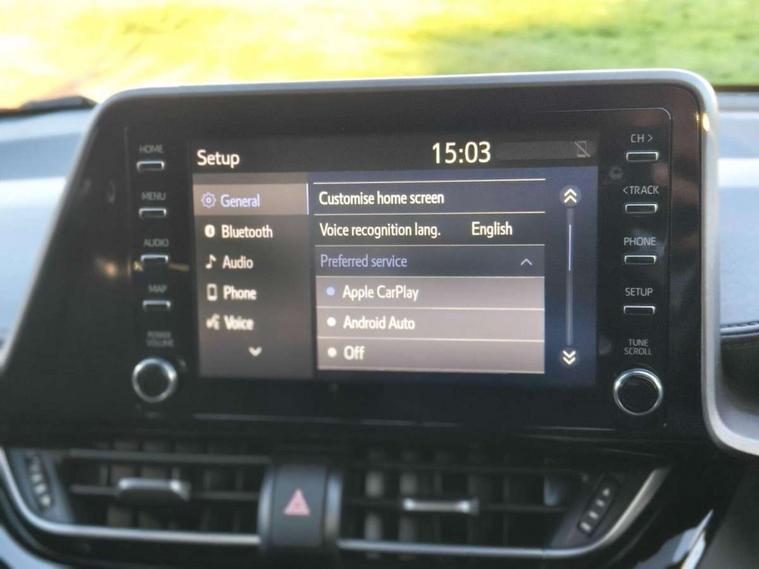 HOME
MENU
AUDIO
MAP
POWER
VOLUME
Setup
15:03
General
Bluetooth
Audio
Phone
Voice
Customise home screen
Voice recognition lang. English
Preferred service
Apple CarPlay
Android Auto
Off
CH >
< TRACK
PHONE
SETUP
TUNE
SCROLL